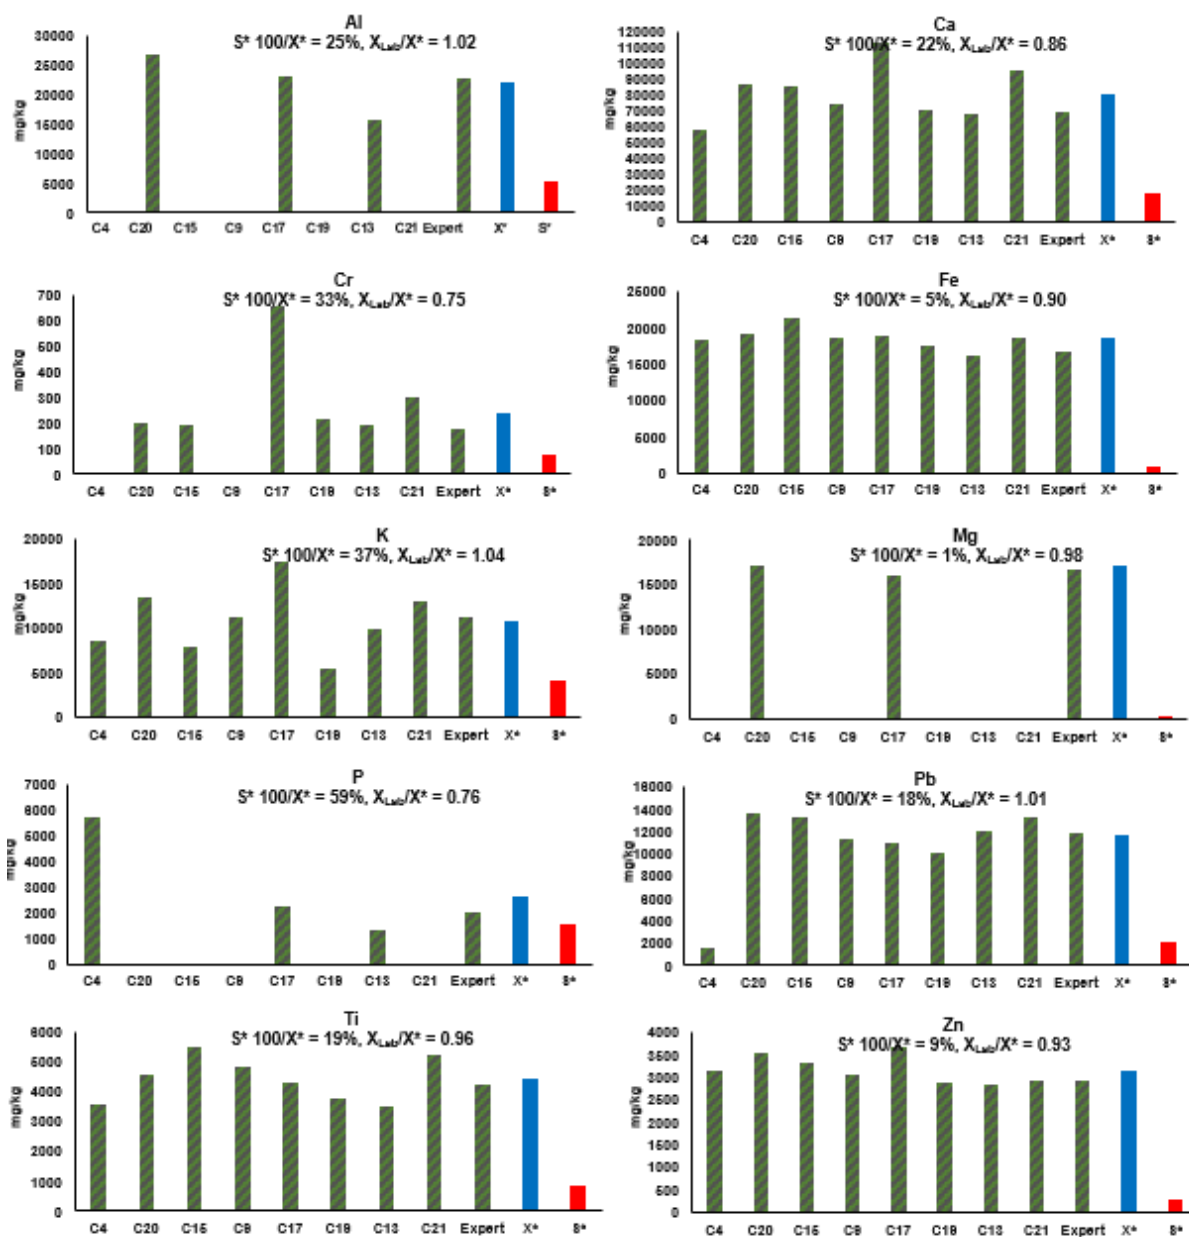 Al
S* 100/X* = 25%, XLab/X* = 1.02
mg/kg
30000
25000
20000
15000
10000
5000
0
C4 C20 C15 C9 C17 C19 C13 C21 Expert X* S*
Ca
S* 100/X* = 22%, XLab/X* = 0.86
mg/kg
120000
110000
100000
90000
80000
70000
60000
50000
40000
30000
20000
10000
0
C4 C20 C15 C9 C17 C19 C13 C21 Expert X* S*
Cr
S* 100/X* = 33%, XLab/X* = 0.75
mg/kg
700
600
500
400
300
200
100
0
C4 C20 C15 C9 C17 C19 C13 C21 Expert X* S*
Fe
S* 100/X* = 5%, XLab/X* = 0.90
mg/kg
25000
20000
15000
10000
5000
0
C4 C20 C15 C9 C17 C19 C13 C21 Expert X* S*
K
S* 100/X* = 37%, XLab/X* = 1.04
mg/kg
20000
15000
10000
5000
0
C4 C20 C15 C9 C17 C19 C13 C21 Expert X* S*
Mg
S* 100/X* = 1%, XLab/X* = 0.98
mg/kg
20000
15000
10000
5000
0
C4 C20 C15 C9 C17 C19 C13 C21 Expert X* S*
P
S* 100/X* = 59%, XLab/X* = 0.76
mg/kg
7000
6000
5000
4000
3000
2000
1000
0
C4 C20 C15 C9 C17 C19 C13 C21 Expert X* S*
Pb
S* 100/X* = 18%, XLab/X* = 1.01
mg/kg
16000
14000
12000
10000
8000
6000
4000
2000
0
C4 C20 C15 C9 C17 C19 C13 C21 Expert X* S*
Ti
S* 100/X* = 19%, XLab/X* = 0.96
mg/kg
6000
5000
4000
3000
2000
1000
0
C4 C20 C15 C9 C17 C19 C13 C21 Expert X* S*
Zn
S* 100/X* = 9%, XLab/X* = 0.93
mg/kg
4000
3500
3000
2500
2000
1500
1000
500
0
C4 C20 C15 C9 C17 C19 C13 C21 Expert X* S*